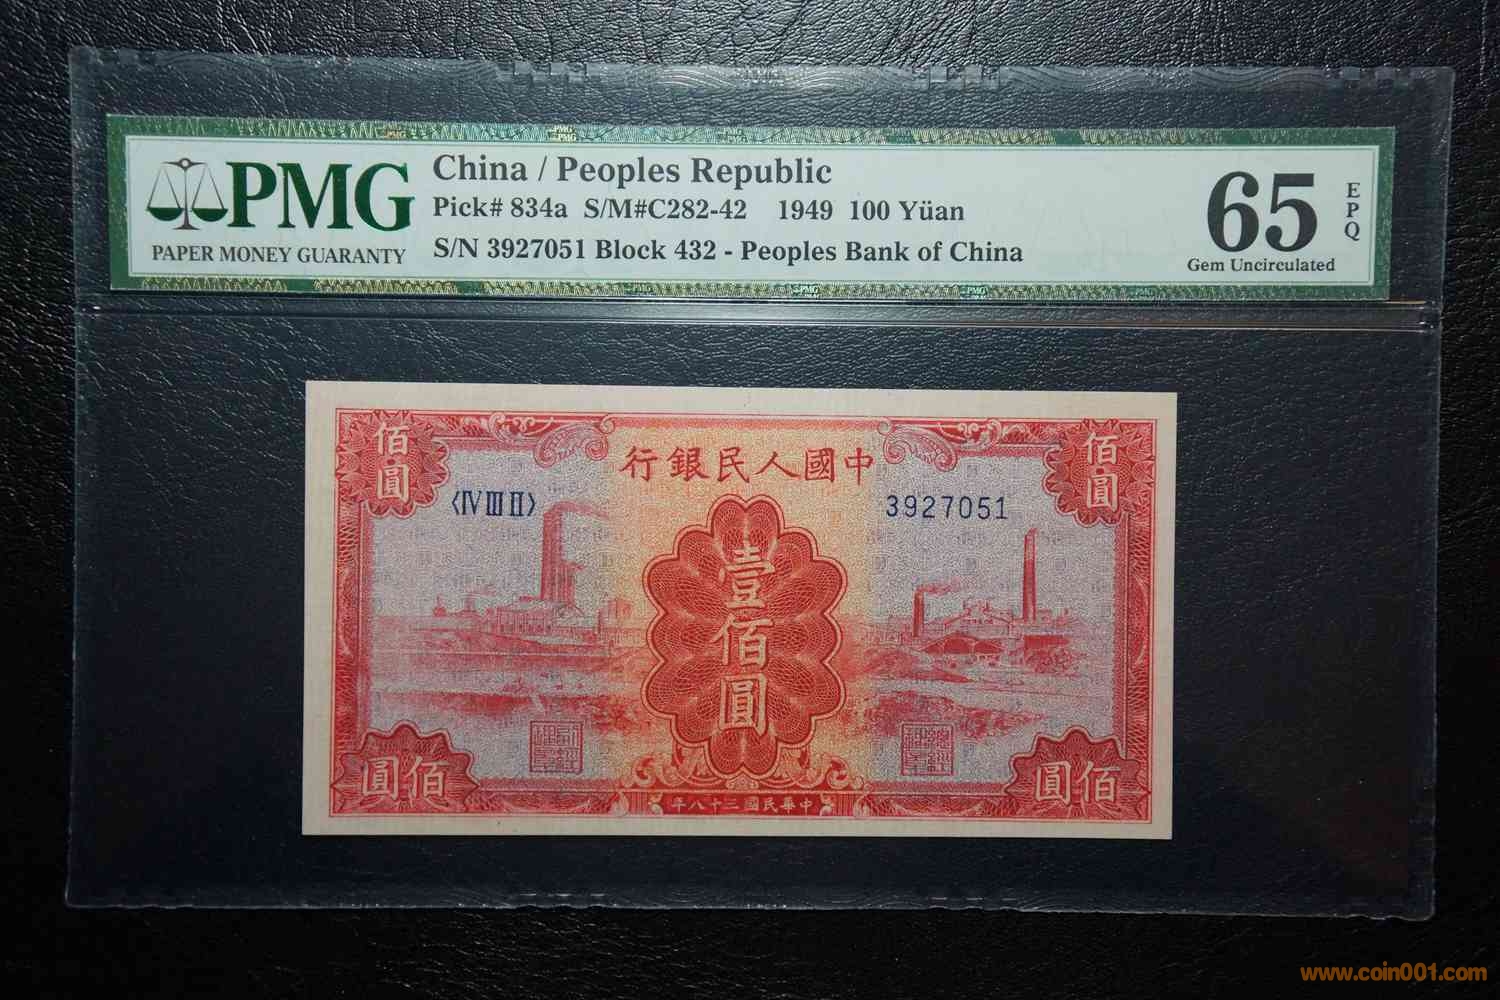 PMG
PAPER MONEY GUARANTY
China / Peoples Republic
Pick# 834a S/M#C282-42 1949 100 Yüan
S/N 3927051 Block 432 - Peoples Bank of China
65
EPQ
Gem Uncirculated
佰圓
行銀民人國中
佰圓
〈IV III II〉
3927051
壹佰圓
圓佰
圓佰
年八十三國民華中
www.coin001.com